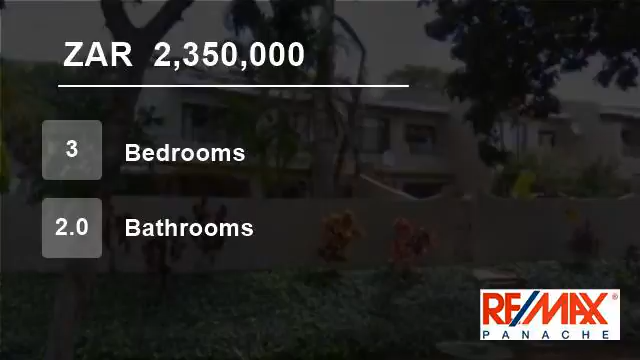 ZAR 2,350,000
3 Bedrooms
2.0 Bathrooms
RE/MAX®
PANACHE